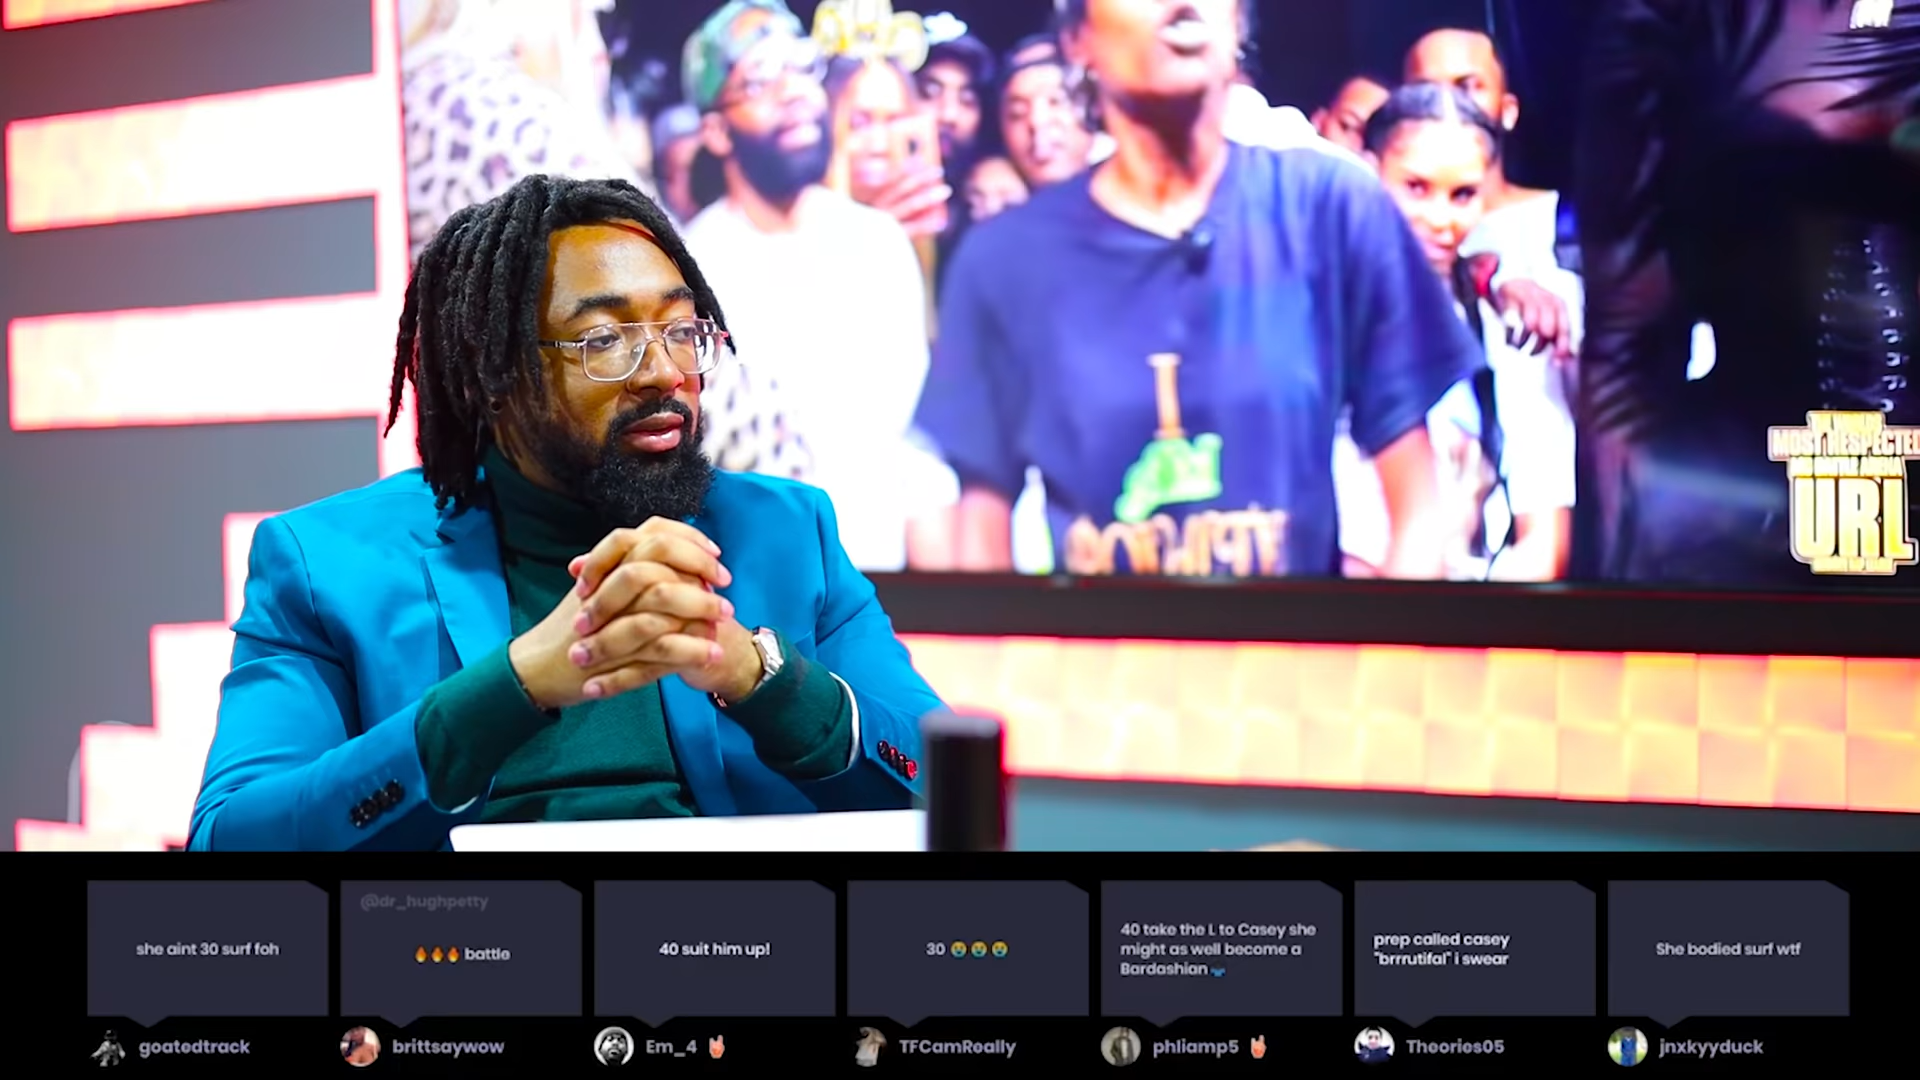 MOST RESPECTED
URL
she aint 30 surf foh
@dr_hughpetty
🔥🔥🔥 battle
40 suit him up!
30 😭😭😭
40 take the L to Casey she
might as well become a
Bardashian
prep called casey
"brrrutifal" i swear
She bodied surf wtf
goatedtrack
brittsaywow
Em_4 🤘
TFCamReally
phliamp5 🤘
Theories05
jnxkyyduck